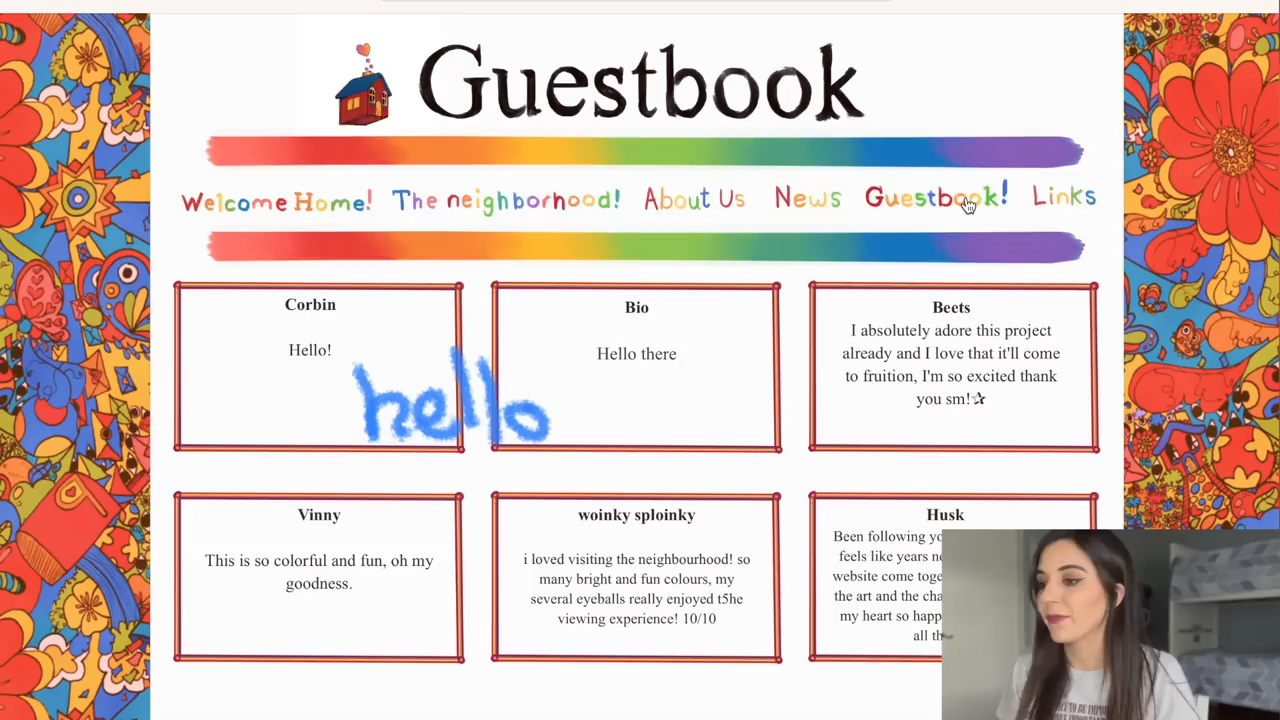 Guestbook
Welcome Home! The neighborhood! About Us News Guestbook! Links
Corbin
Hello!
Bio
Hello there
Beets
I absolutely adore this project
already and I love that it'll come
to fruition, I'm so excited thank
you sm!✰
hello
Vinny
This is so colorful and fun, oh my
goodness.
woinky sploinky
i loved visiting the neighbourhood! so
many bright and fun colours, my
several eyeballs really enjoyed t5he
viewing experience! 10/10
Husk
Been following
feels like years
website come
the art and the
my heart so
all